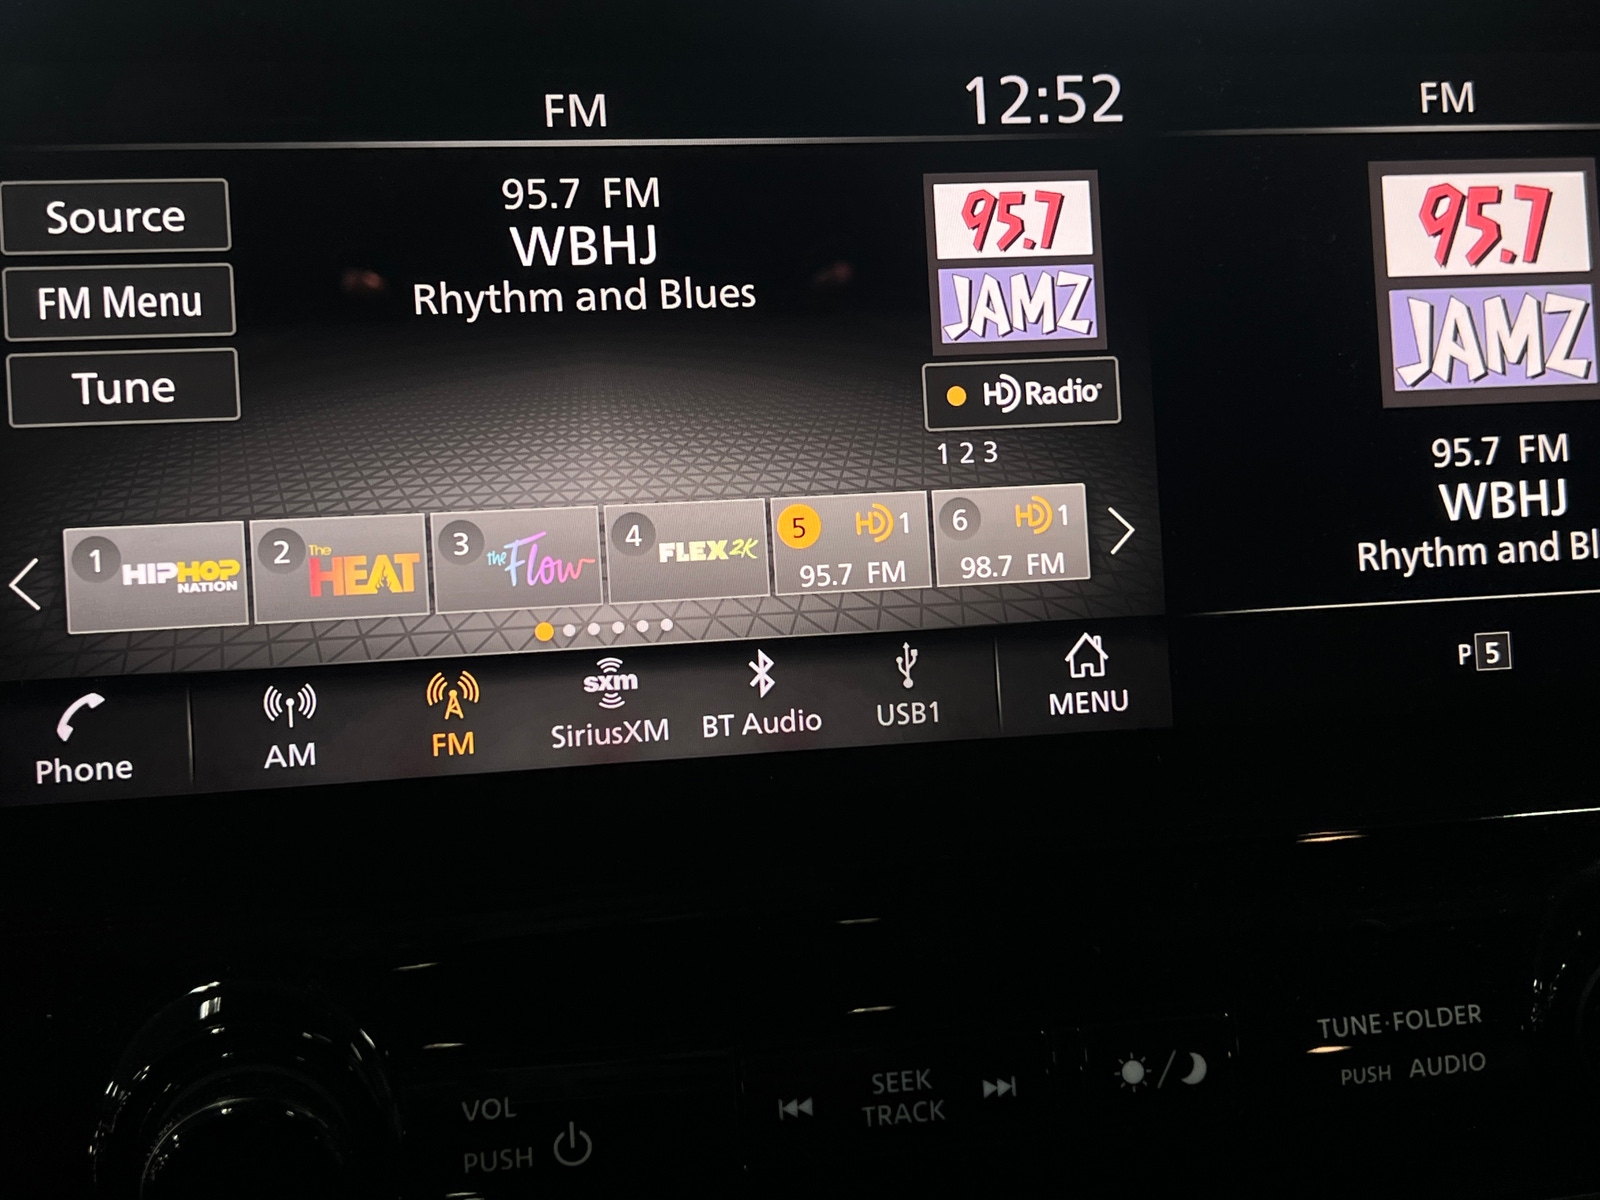 FM
12:52
FM
Source
FM Menu
Tune
95.7 FM
WBHJ
Rhythm and Blues
95.7
JAMZ
HD Radio
1 2 3
95.7
JAMZ
95.7 FM
WBHJ
Rhythm and Bl
P 5
1 HIPHOP NATION
2 The HEAT
3 the Flow
4 FLEX2K
5 HD 1
95.7 FM
6 HD 1
98.7 FM
Phone
AM
FM
sxm
SiriusXM
BT Audio
USB1
MENU
VOL
PUSH
SEEK
TRACK
TUNE·FOLDER
PUSH AUDIO